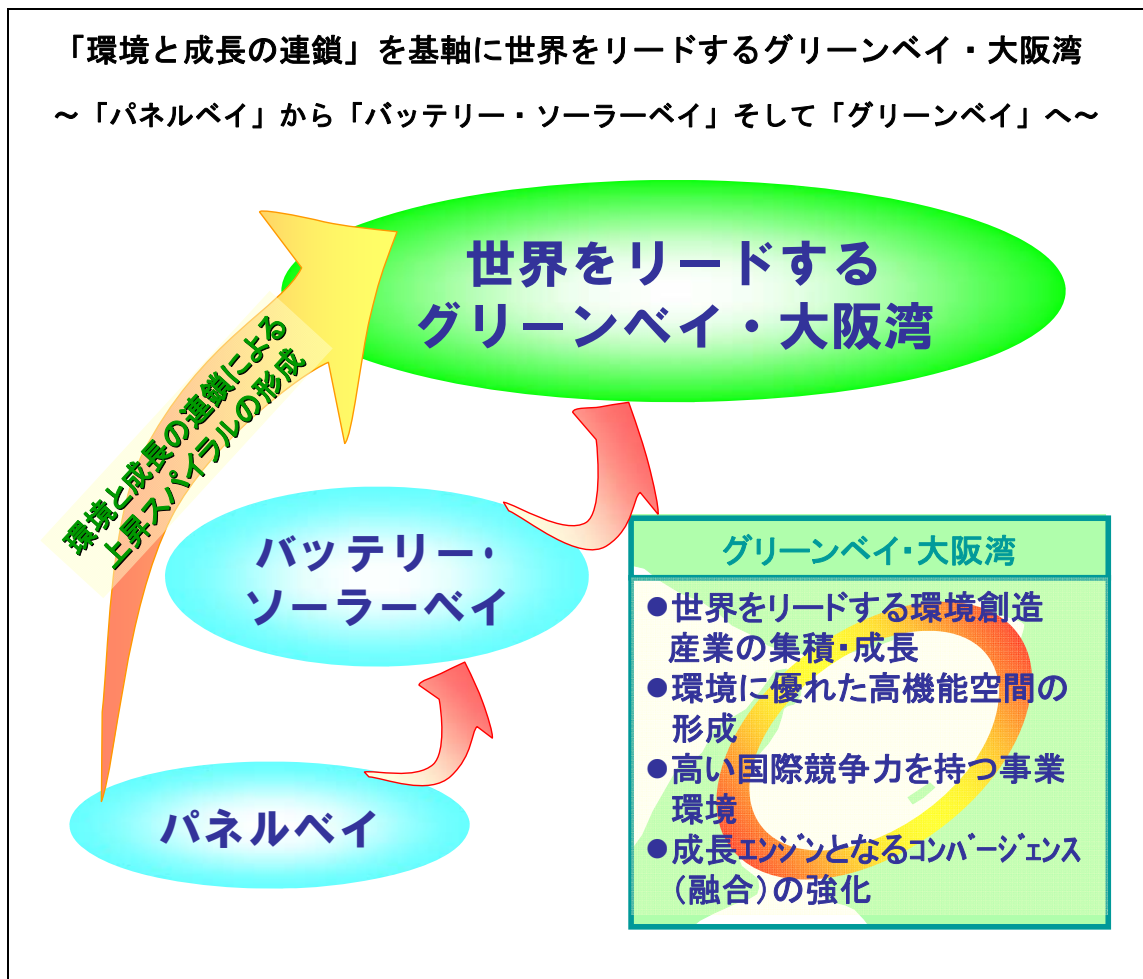 「環境と成長の連鎖」を基軸に世界をリードするグリーンベイ・大阪湾
～「パネルベイ」から「バッテリー・ソーラーベイ」そして「グリーンベイ」へ～
世界をリードする
グリーンベイ・大阪湾
環境と成長の連鎖による
上昇スパイラルの形成
バッテリー・
ソーラーベイ
パネルベイ
グリーンベイ・大阪湾
●世界をリードする環境創造
産業の集積・成長
●環境に優れた高機能空間の
形成
●高い国際競争力を持つ事業
環境
●成長ｴﾝｼﾞﾝとなるｺﾝﾊﾞｰｼﾞｪﾝｽ
(融合)の強化